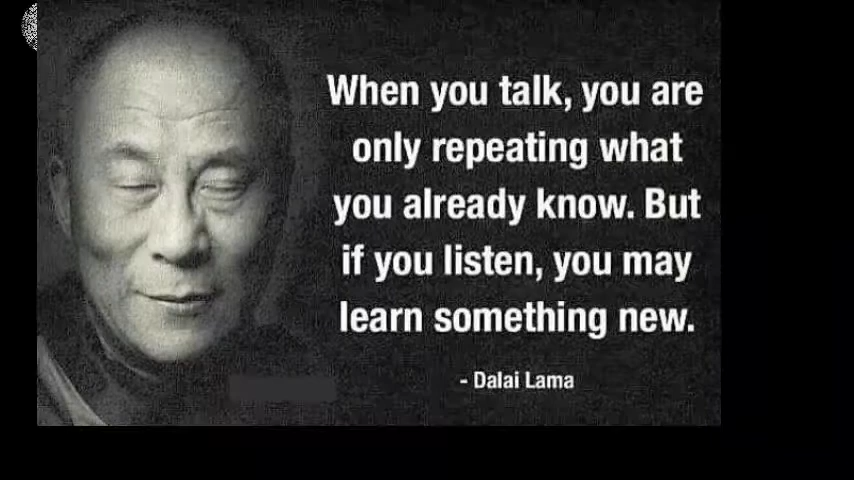 When you talk, you are
only repeating what
you already know. But
if you listen, you may
learn something new.
- Dalai Lama